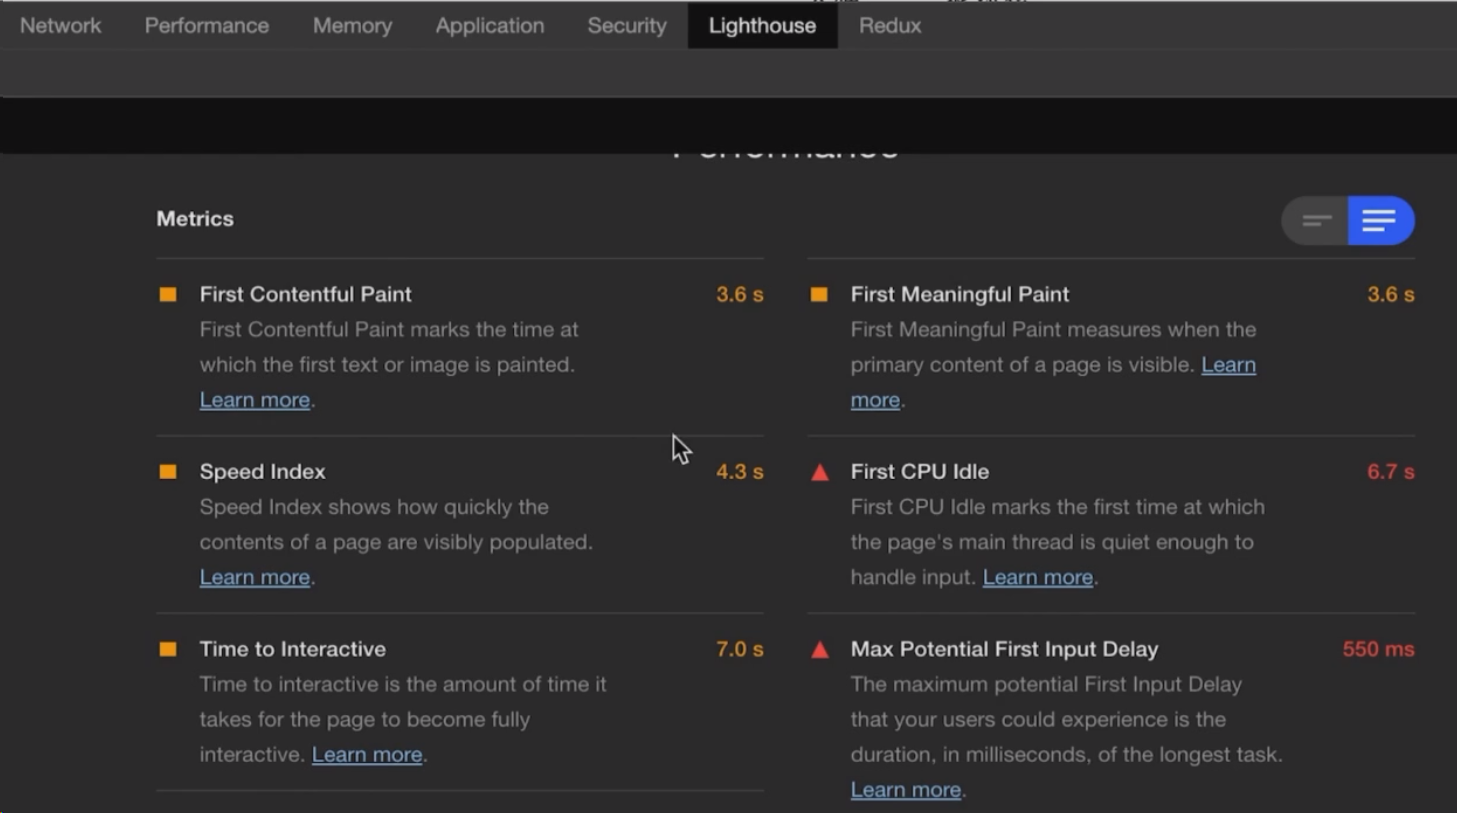 Network Performance Memory Application Security Lighthouse Redux
Performance
Metrics
First Contentful Paint 3.6 s
First Contentful Paint marks the time at
which the first text or image is painted.
Learn more.
First Meaningful Paint 3.6 s
First Meaningful Paint measures when the
primary content of a page is visible. Learn
more.
Speed Index 4.3 s
Speed Index shows how quickly the
contents of a page are visibly populated.
Learn more.
First CPU Idle 6.7 s
First CPU Idle marks the first time at which
the page's main thread is quiet enough to
handle input. Learn more.
Time to Interactive 7.0 s
Time to interactive is the amount of time it
takes for the page to become fully
interactive. Learn more.
Max Potential First Input Delay 550 ms
The maximum potential First Input Delay
that your users could experience is the
duration, in milliseconds, of the longest task.
Learn more.